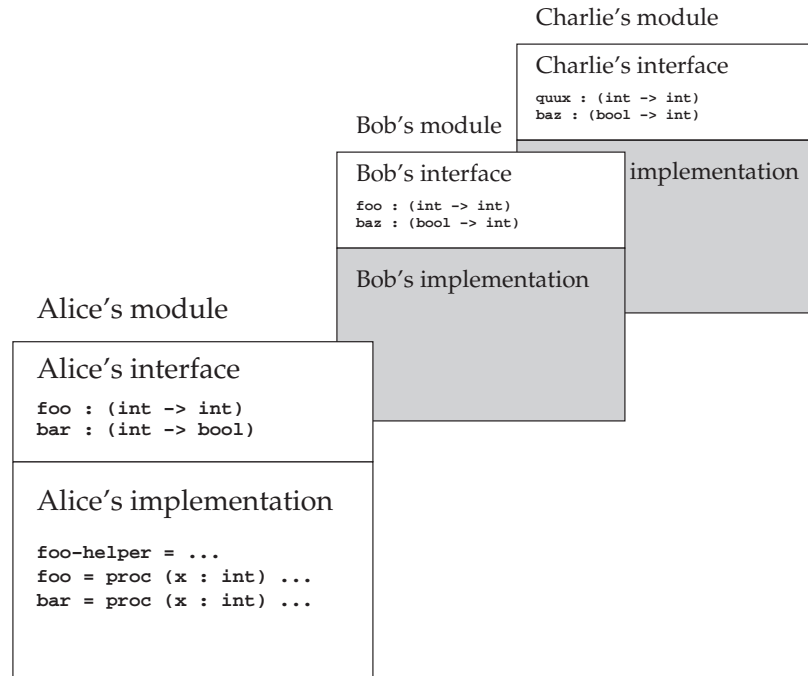 Charlie's module
Charlie's interface
quux : (int -> int)
baz : (bool -> int)
implementation
Bob's module
Bob's interface
foo : (int -> int)
baz : (bool -> int)
Bob's implementation
Alice's module
Alice's interface
foo : (int -> int)
bar : (int -> bool)
Alice's implementation
foo-helper = ...
foo = proc (x : int) ...
bar = proc (x : int) ...